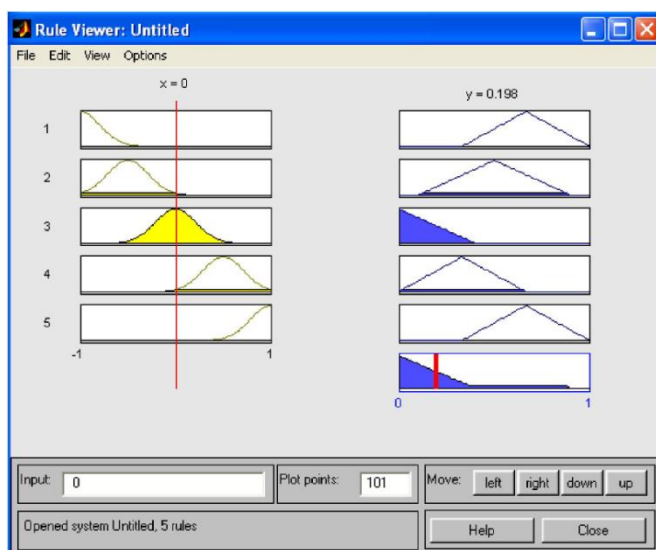 Rule Viewer: Untitled
File Edit View Options
x = 0
y = 0.198
1
2
3
4
5
-1 1
0 1
Input: 0 Plot points: 101 Move: left right down up
Opened system Untitled, 5 rules Help Close